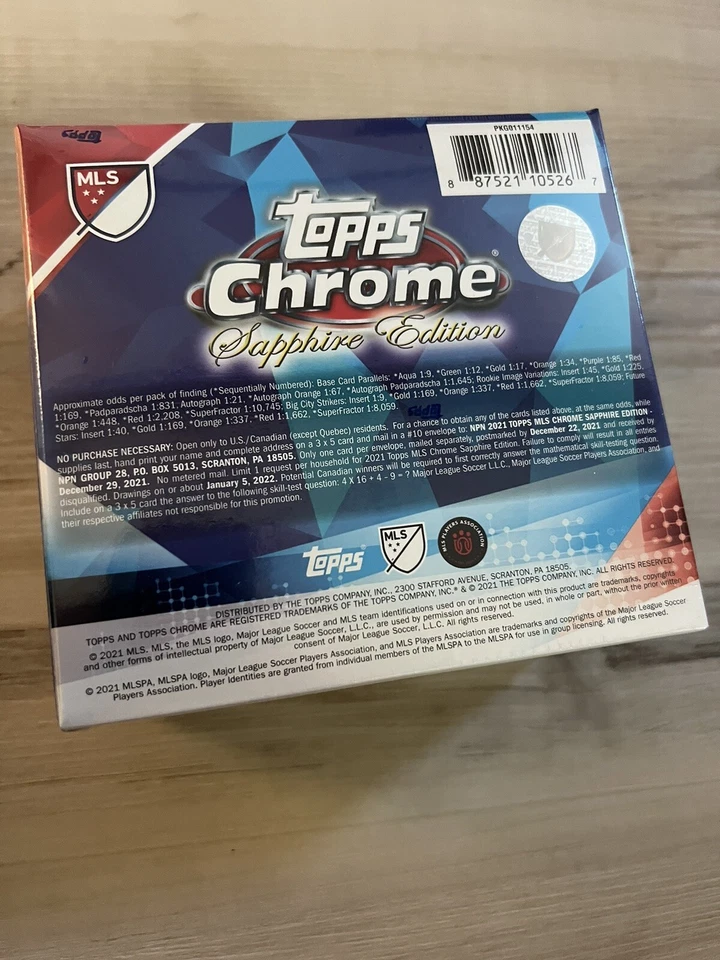 MLS
PKG011154
8 87521 10526 7
Topps
Chrome®
Sapphire Edition
Approximate odds per pack of finding (*Sequentially Numbered): Base Card Parallels: *Aqua 1:9, *Green 1:12, *Gold 1:17, *Orange 1:34, *Purple 1:85, *Red
1:169, *Padparadscha 1:831, Autograph 1:21, *Autograph Orange 1:67, *Autograph Padparadscha 1:1,645; Rookie Image Variations: Insert 1:45, *Gold 1:225,
*Orange 1:448, *Red 1:2,208, *SuperFractor 1:10,745; Big City Strikers: Insert 1:9, *Gold 1:169, *Orange 1:337, *Red 1:1,662, *SuperFractor 1:8,059; Future
Stars: Insert 1:40, *Gold 1:169, *Orange 1:337, *Red 1:1,662, *SuperFractor 1:8,059.
NO PURCHASE NECESSARY: Open only to U.S./Canadian (except Quebec) residents. For a chance to obtain any of the cards listed above, at the same odds, while
supplies last, hand print your name and complete address on a 3 x 5 card and mail in a #10 envelope to: NPN 2021 TOPPS MLS CHROME SAPPHIRE EDITION -
NPN GROUP 28, P.O. BOX 5013, SCRANTON, PA 18505. Only one card per envelope, mailed separately, postmarked by December 22, 2021 and received by
December 29, 2021. No metered mail. Limit 1 request per household for 2021 Topps MLS Chrome Sapphire Edition. Failure to comply will result in all entries
disqualified. Drawings on or about January 5, 2022. Potential Canadian winners will be required to first correctly answer the mathematical skill-testing question.
Include on a 3 x 5 card the answer to the following skill-test question: 4 X 16 + 4 - 9 = ? Major League Soccer L.L.C., Major League Soccer Players Association, and
their respective affiliates not responsible for this promotion.
Topps
MLS
MLS PLAYERS ASSOCIATION
DISTRIBUTED BY THE TOPPS COMPANY, INC., 2300 STAFFORD AVENUE, SCRANTON, PA 18505.
TOPPS AND TOPPS CHROME ARE REGISTERED TRADEMARKS OF THE TOPPS COMPANY, INC.® & © 2021 THE TOPPS COMPANY, INC. ALL RIGHTS RESERVED.
© 2021 MLS. MLS, the MLS logo, Major League Soccer and MLS team identifications used on or in connection with this product are trademarks, copyrights
and other forms of intellectual property of Major League Soccer, L.L.C., are used by permission and may not be used, in whole or part, without the prior written
consent of Major League Soccer, L.L.C. All rights reserved.
© 2021 MLSPA, MLSPA logo, Major League Soccer Players Association, and MLS Players Association are trademarks and copyrights of the Major League Soccer
Players Association. Player Identities are granted from individual members of the MLSPA to the MLSPA for use in group licensing. All rights reserved.